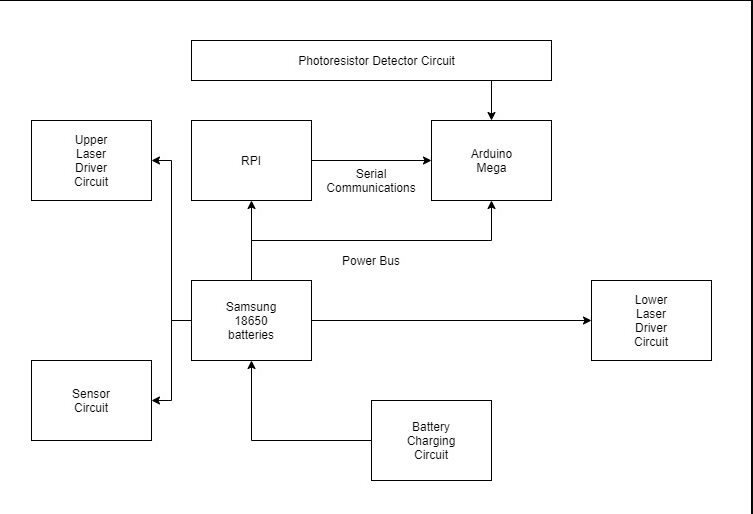 Photoresistor Detector Circuit
Upper
Laser
Driver
Circuit
RPI
Serial
Communications
Arduino
Mega
Power Bus
Samsung
18650
batteries
Lower
Laser
Driver
Circuit
Sensor
Circuit
Battery
Charging
Circuit